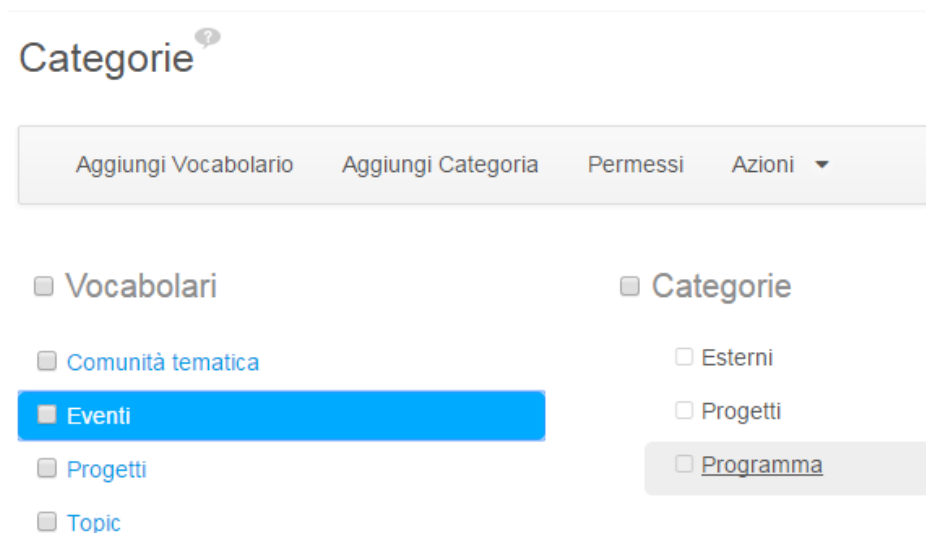 Categorie
Aggiungi Vocabolario Aggiungi Categoria Permessi Azioni
Vocabolari
Comunità tematica
Eventi
Progetti
Topic
Categorie
Esterni
Progetti
Programma